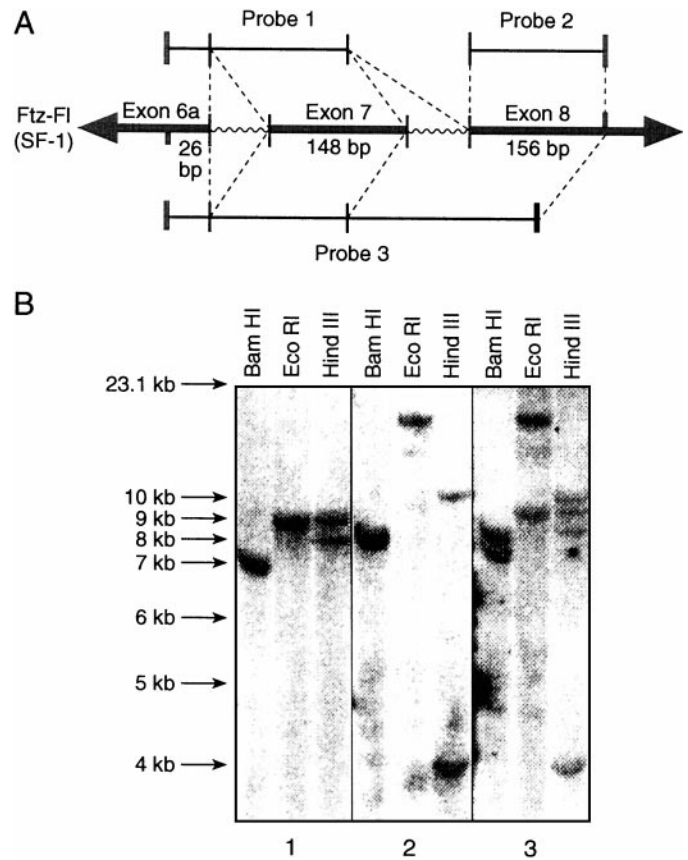 A
Probe 1
Probe 2
Ftz-FI
(SF-1)
Exon 6a
Exon 7
Exon 8
26
bp
148 bp
156 bp
Probe 3
B
Bam HI
Eco RI
Hind III
Bam HI
Eco RI
Hind III
Bam HI
Eco RI
Hind III
23.1 kb
10 kb
9 kb
8 kb
7 kb
6 kb
5 kb
4 kb
1
2
3